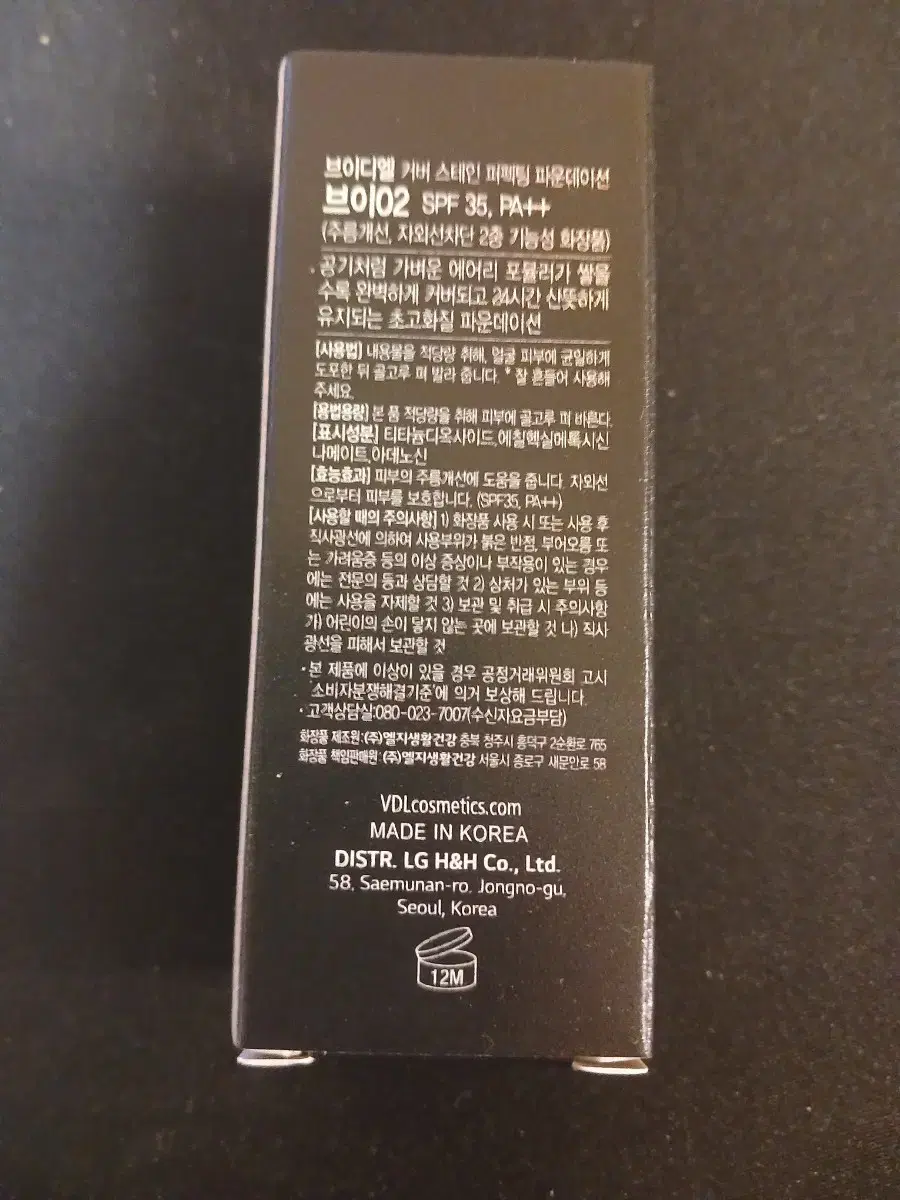 브이디엘 커버 스테인 퍼펙팅 파운데이션
브이02 SPF 35, PA++
(주름개선, 자외선차단 2중 기능성 화장품)
· 공기처럼 가벼운 에어리 포뮬러가 쌓을
수록 완벽하게 커버되고 24시간 산뜻하게
유지되는 초고화질 파운데이션
[사용법] 내용물을 적당량 취해, 얼굴 피부에 균일하게
도포한 뒤 골고루 펴 발라 줍니다. * 잘 흔들어 사용해
주세요.
[용법용량] 본 품 적당량을 취해 피부에 골고루 펴 바른다.
[표시성분] 티타늄디옥사이드,에칠헥실메톡시신
나메이트,아데노신
[효능효과] 피부의 주름개선에 도움을 줍니다. 자외선
으로부터 피부를 보호합니다. (SPF35, PA++)
[사용할 때의 주의사항] 1) 화장품 사용 시 또는 사용 후
직사광선에 의하여 사용부위가 붉은 반점, 부어오름 또
는 가려움증 등의 이상 증상이나 부작용이 있는 경우
에는 전문의 등과 상담할 것 2) 상처가 있는 부위 등
에는 사용을 자제할 것 3) 보관 및 취급 시 주의사항
가) 어린이의 손이 닿지 않는 곳에 보관할 것 나) 직사
광선을 피해서 보관할 것
· 본 제품에 이상이 있을 경우 공정거래위원회 고시
'소비자분쟁해결기준'에 의거 보상해 드립니다.
· 고객상담실:080-023-7007(수신자요금부담)
화장품 제조원:(주)엘지생활건강 충북 청주시 흥덕구 2순환로 765
화장품 책임판매원:(주)엘지생활건강 서울시 종로구 새문안로 58
VDLcosmetics.com
MADE IN KOREA
DISTR. LG H&H Co., Ltd.
58, Saemunan-ro, Jongno-gu,
Seoul, Korea
12M